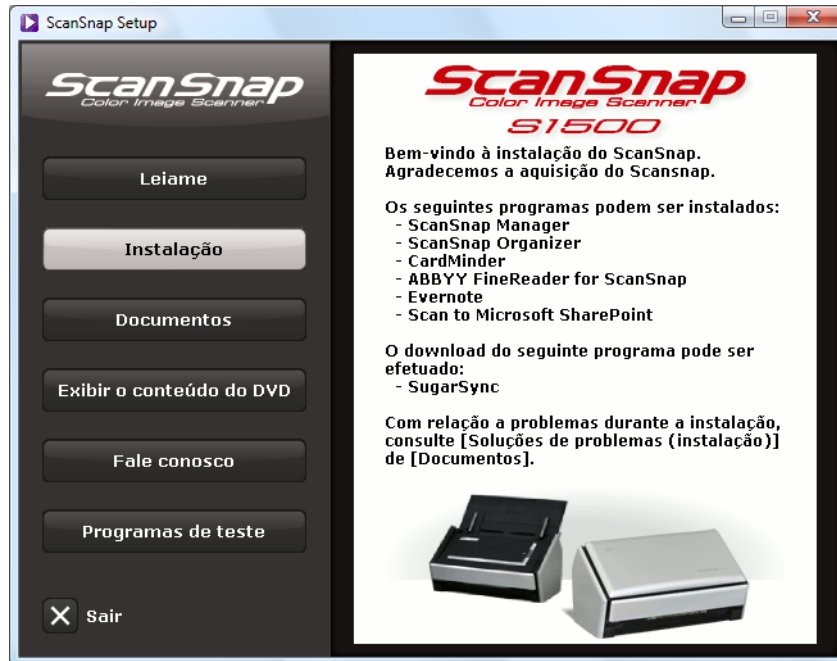 ScanSnap Setup
ScanSnap
Color Image Scanner
Leiame
Instalação
Documentos
Exibir o conteúdo do DVD
Fale conosco
Programas de teste
Sair
ScanSnap
Color Image Scanner
S1500
Bem-vindo à instalação do ScanSnap.
Agradecemos a aquisição do Scansnap.
Os seguintes programas podem ser instalados:
- ScanSnap Manager
- ScanSnap Organizer
- CardMinder
- ABBYY FineReader for ScanSnap
- Evernote
- Scan to Microsoft SharePoint
O download do seguinte programa pode ser
efetuado:
- SugarSync
Com relação a problemas durante a instalação,
consulte [Soluções de problemas (instalação)]
de [Documentos].